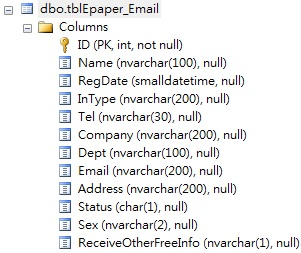 dbo.tblEpaper_Email
Columns
ID (PK, int, not null)
Name (nvarchar(100), null)
RegDate (smalldatetime, null)
InType (nvarchar(200), null)
Tel (nvarchar(30), null)
Company (nvarchar(200), null)
Dept (nvarchar(100), null)
Email (nvarchar(200), null)
Address (nvarchar(200), null)
Status (char(1), null)
Sex (nvarchar(2), null)
ReceiveOtherFreeInfo (nvarchar(1), null)